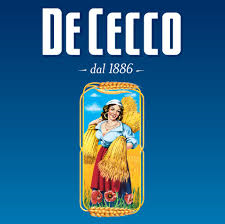 DE CECCO
– dal 1886 –